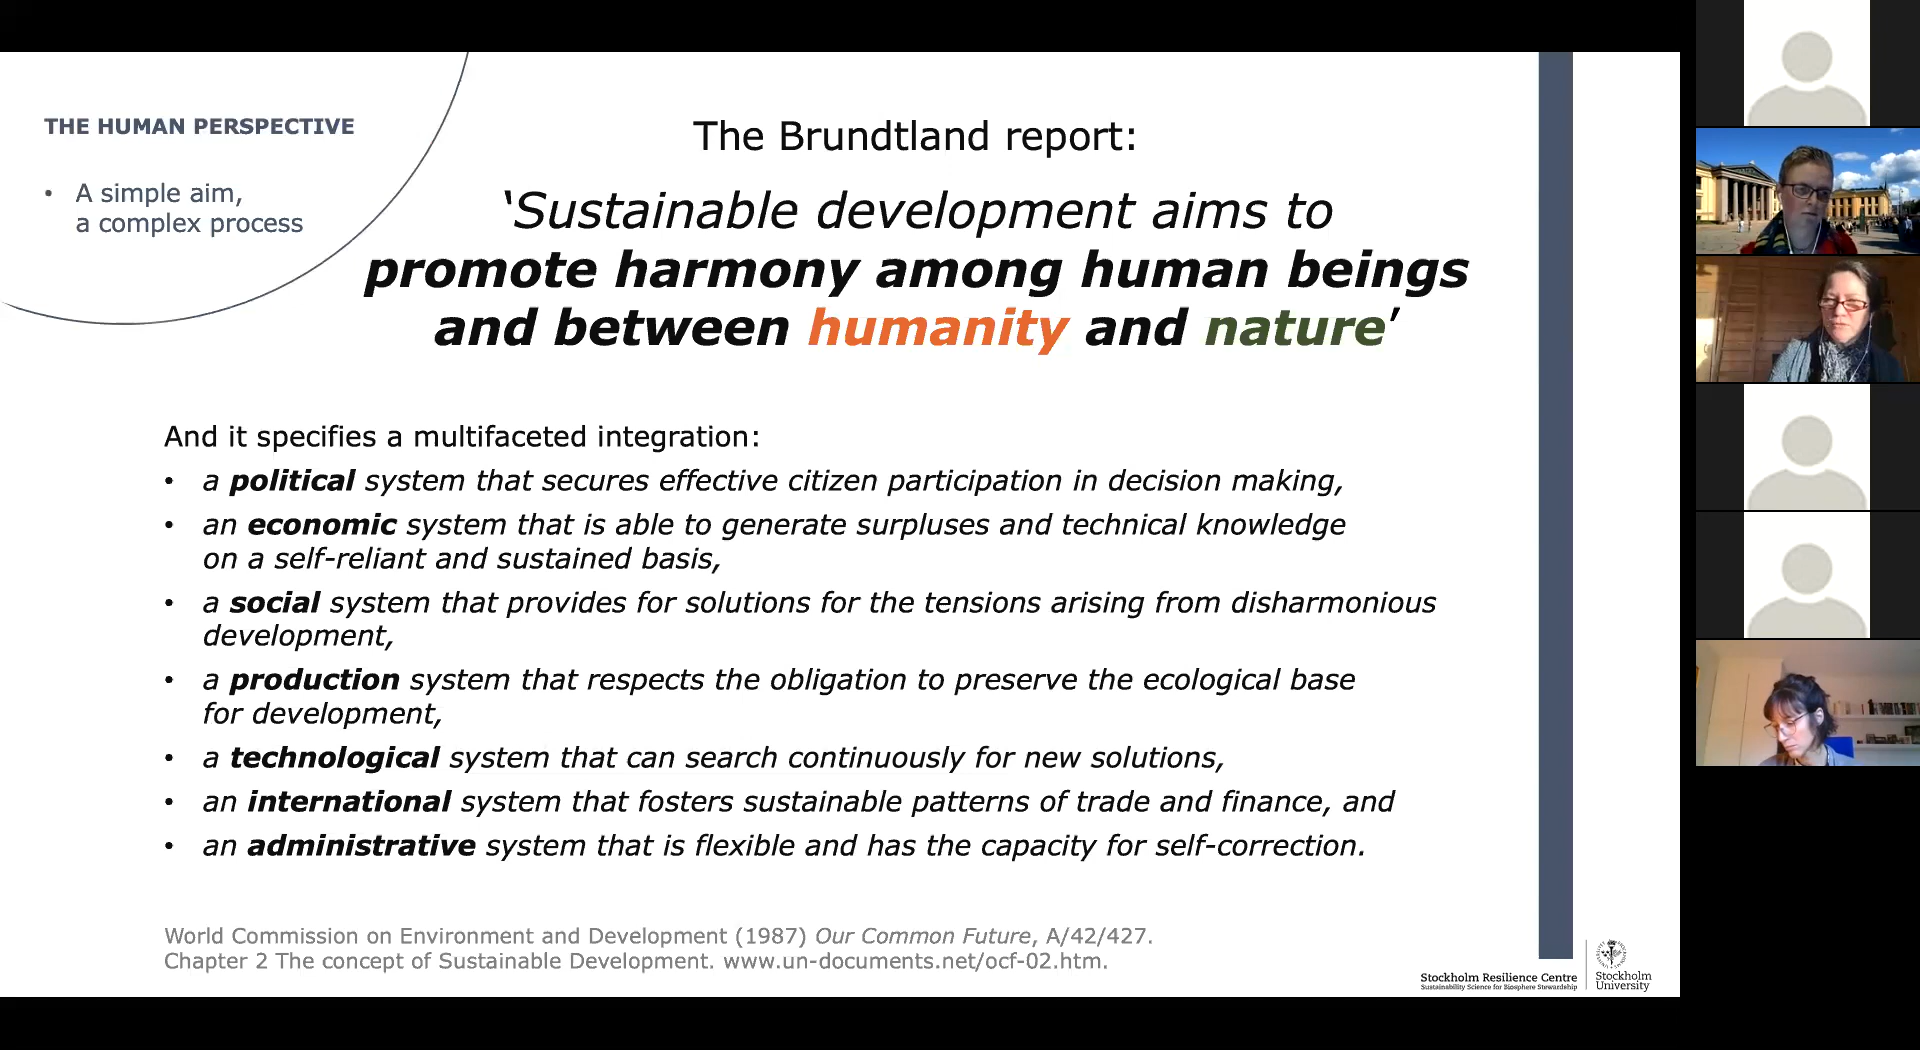 THE HUMAN PERSPECTIVE
• A simple aim,
a complex process
The Brundtland report:
‘Sustainable development aims to
promote harmony among human beings
and between humanity and nature’
And it specifies a multifaceted integration:
• a political system that secures effective citizen participation in decision making,
• an economic system that is able to generate surpluses and technical knowledge
on a self-reliant and sustained basis,
• a social system that provides for solutions for the tensions arising from disharmonious
development,
• a production system that respects the obligation to preserve the ecological base
for development,
• a technological system that can search continuously for new solutions,
• an international system that fosters sustainable patterns of trade and finance, and
• an administrative system that is flexible and has the capacity for self-correction.
World Commission on Environment and Development (1987) Our Common Future, A/42/427.
Chapter 2 The concept of Sustainable Development. www.un-documents.net/ocf-02.htm.
Stockholm Resilience Centre
Sustainability Science for Biosphere Stewardship
Stockholm
University